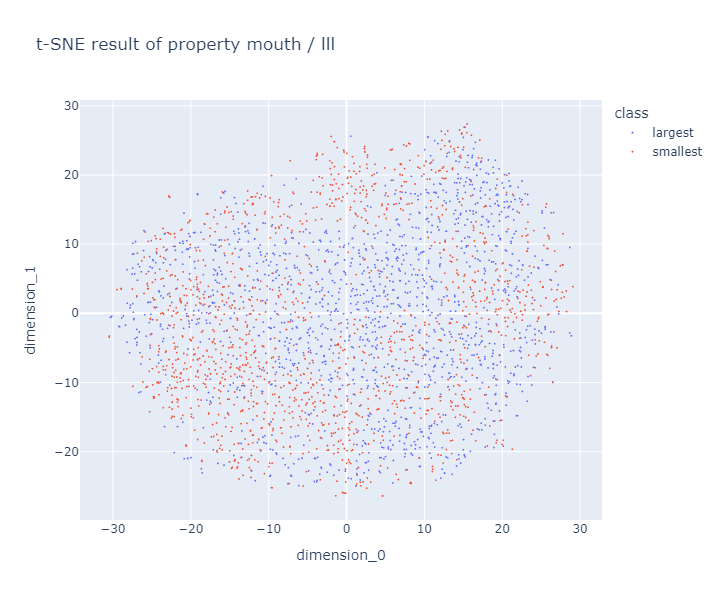 t-SNE result of property mouth / lll
class
largest
smallest
30
20
10
0
−10
−20
dimension_1
−30
−20
−10
0
10
20
30
dimension_0